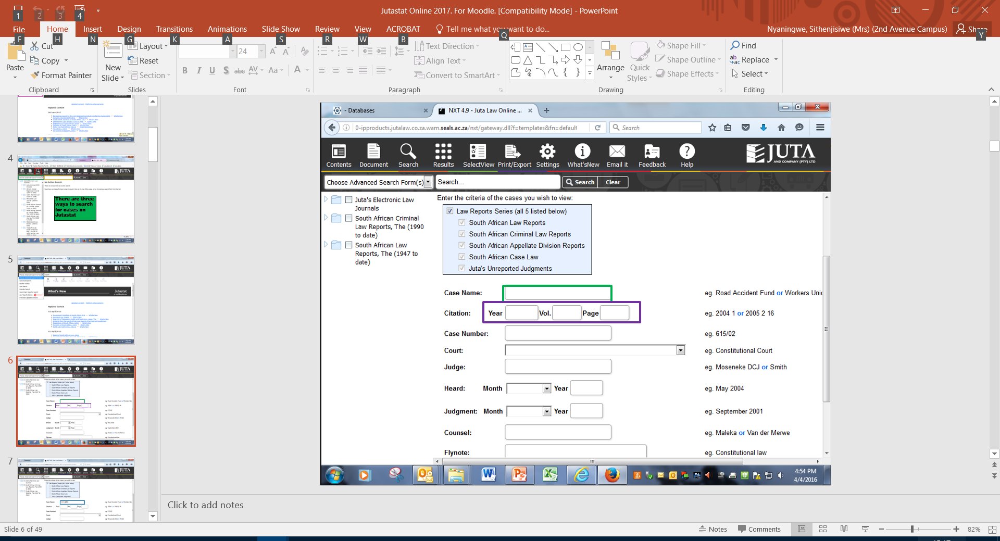 Jutastat Online 2017. For Moodle. [Compatibility Mode] - PowerPoint
1 2 3 4
File Home Insert Design Transitions Animations Slide Show Review View ACROBAT Tell me what you want to do...
Nyaningwe, Sithenjisiwe (Mrs) (2nd Avenue Campus) Share
F H N G K A S R W B Q Y
Paste
Cut
Copy
Format Painter
Clipboard
New
Slide
Layout
Reset
Section
Slides
24
B I U S abc AV Aa A
Font
Text Direction
Align Text
Convert to SmartArt
Paragraph
Arrange
Quick
Styles
Shape Fill
Shape Outline
Shape Effects
Drawing
Find
Replace
Select
Editing
4
There are three
ways to search
for cases on
Jutastat
5
What's New
Jutastat
6
7
- Databases
NXT 4.9 - Juta Law Online ...
0-ipproducts.jutalaw.co.za.wam.seals.ac.za/nxt/gateway.dll?f=templates&fn=default
Search
Contents Document Search Results SelectView Print/Export Settings What'sNew Email it Feedback Help
JUTA
AND COMPANY (PTY) LTD
Choose Advanced Search Form(s) Search... Search Clear
Juta's Electronic Law
Journals
South African Criminal
Law Reports, The (1990
to date)
South African Law
Reports, The (1947 to
date)
Enter the criteria of the cases you wish to view:
Law Reports Series (all 5 listed below)
South African Law Reports
South African Criminal Law Reports
South African Appellate Division Reports
South African Case Law
Juta's Unreported Judgments
Case Name: eg. Road Accident Fund or Workers Unio
Citation: Year Vol. Page eg. 2004 1 or 2005 2 16
Case Number: eg. 615/02
Court: eg. Constitutional Court
Judge: eg. Moseneke DCJ or Smith
Heard: Month Year eg. May 2004
Judgment: Month Year eg. September 2001
Counsel: eg. Maleka or Van der Merwe
Flynote: eg. Constitutional law
4:54 PM
4/4/2016
Click to add notes
Slide 6 of 49
Notes Comments 82%